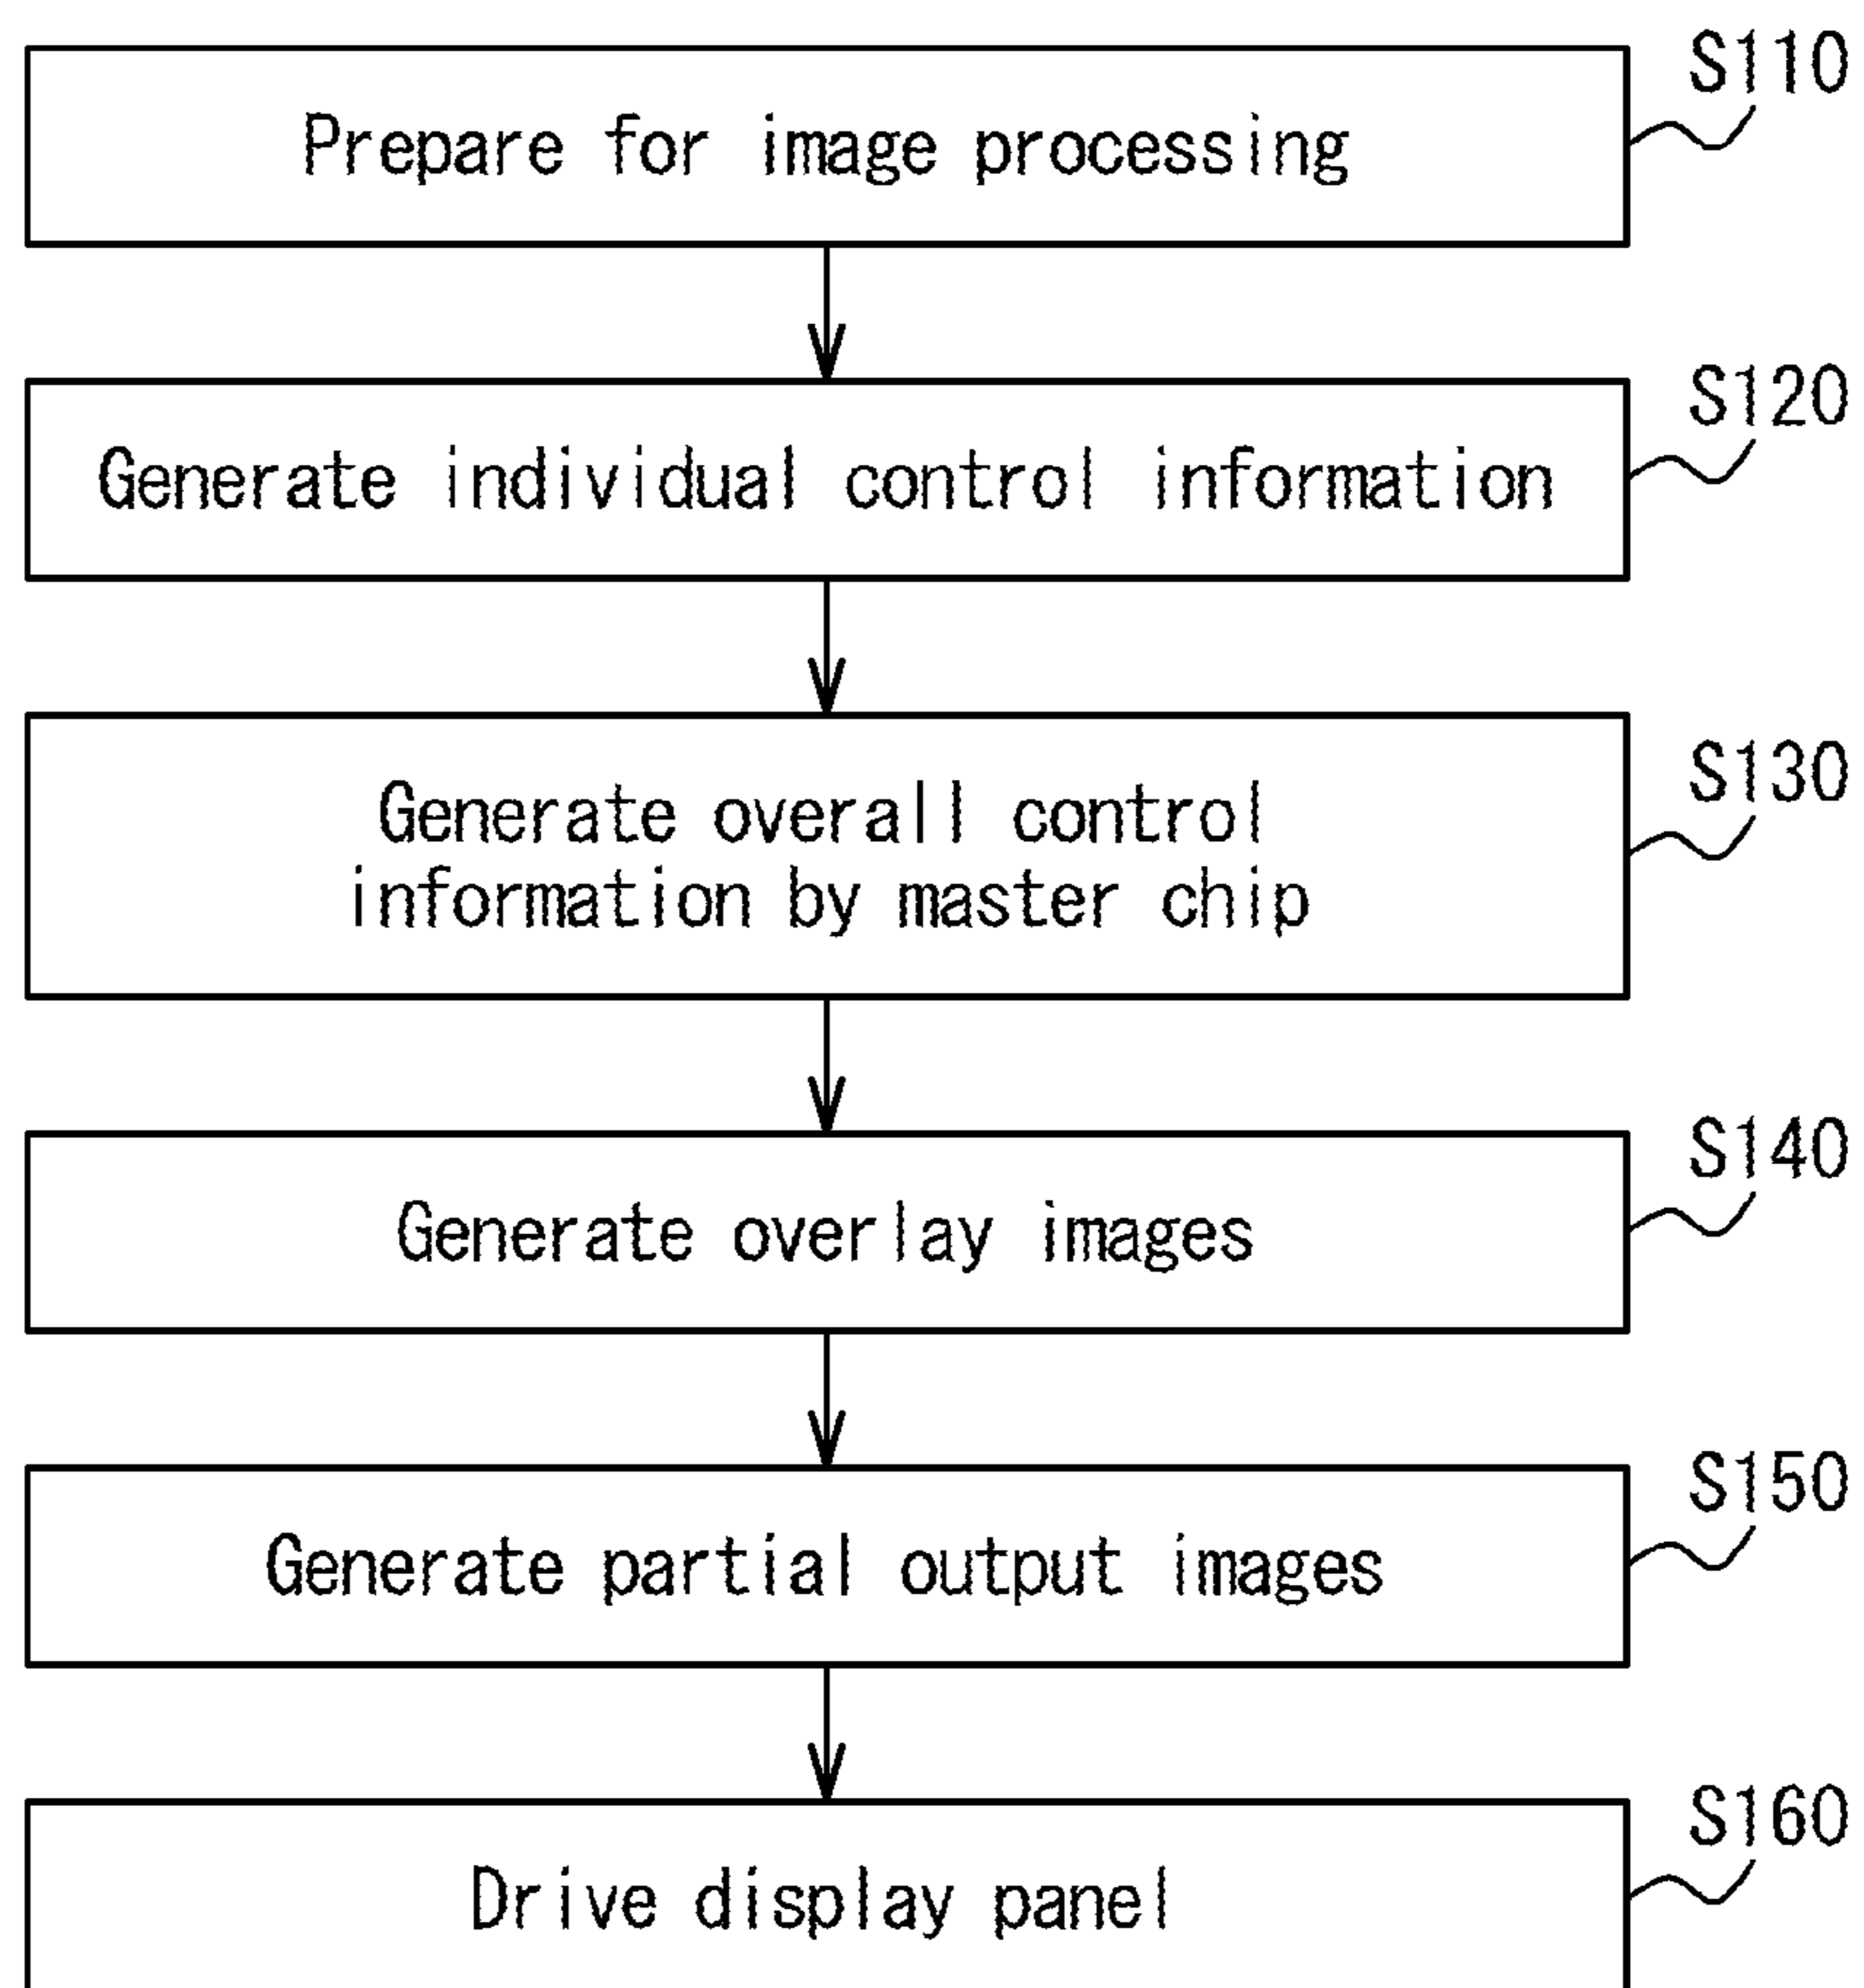 S110
Prepare for image processing
S120
Generate individual control information
S130
Generate overall control
information by master chip
S140
Generate overlay images
S150
Generate partial output images
S160
Drive display panel